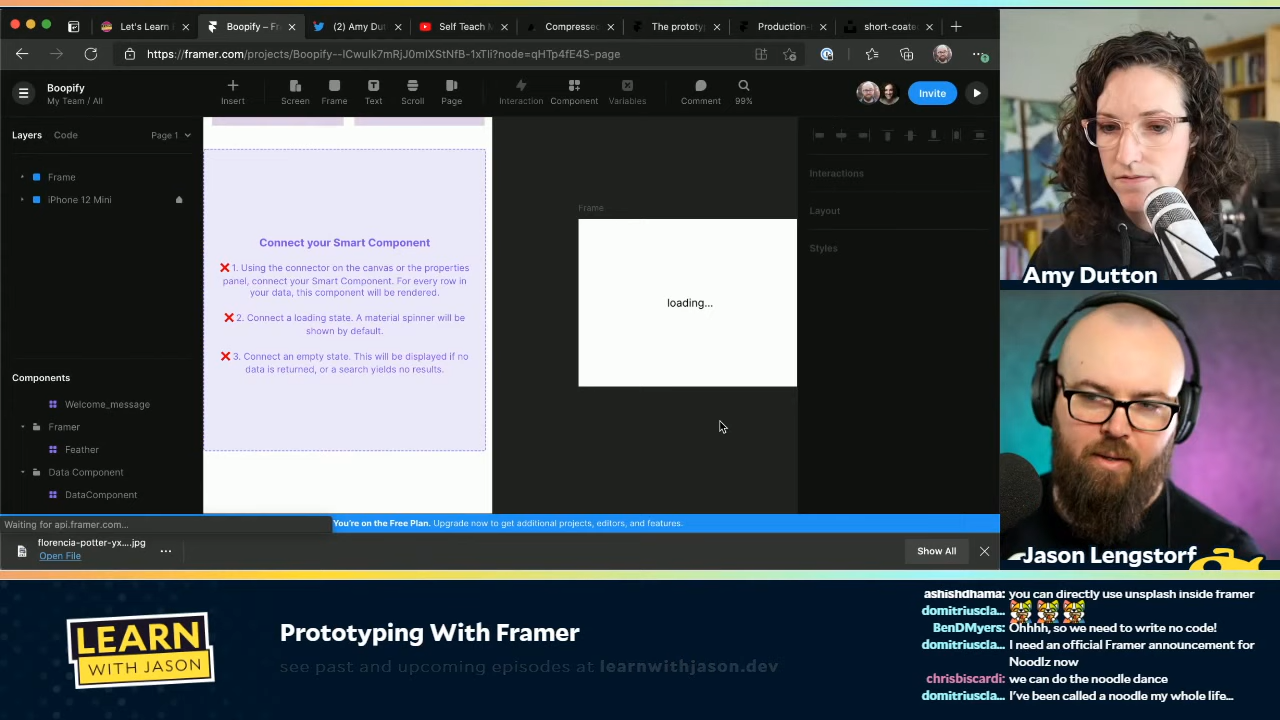 Let's Learn
Boopify – Fra
(2) Amy Dut
Self Teach M
Compresse
The prototy
Production-
short-coate
https://framer.com/projects/Boopify--lCwulk7mRjJ0mIXStNfB-1xTIi?node=qHTp4fE4S-page
Boopify
My Team / All
Insert
Screen
Frame
Text
Scroll
Page
Interaction
Component
Variables
Comment
99%
Invite
Layers
Code
Page 1
Frame
iPhone 12 Mini
Components
Welcome_message
Framer
Feather
Data Component
DataComponent
Connect your Smart Component
❌ 1. Using the connector on the canvas or the properties
panel, connect your Smart Component. For every row in
your data, this component will be rendered.
❌ 2. Connect a loading state. A material spinner will be
shown by default.
❌ 3. Connect an empty state. This will be displayed if no
data is returned, or a search yields no results.
Frame
loading...
Interactions
Layout
Styles
Waiting for api.framer.com...
You're on the Free Plan. Upgrade now to get additional projects, editors, and features.
florencia-potter-yx....jpg
Open File
Show All
Amy Dutton
Jason Lengstorf
LEARN
WITH JASON
Prototyping With Framer
see past and upcoming episodes at learnwithjason.dev
ashishdhama: you can directly use unsplash inside framer
domitriuscla...
BenDMyers: Ohhhh, so we need to write no code!
domitriuscla... I need an official Framer announcement for
Noodlz now
chrisbiscardi: we can do the noodle dance
domitriuscla... I've been called a noodle my whole life...